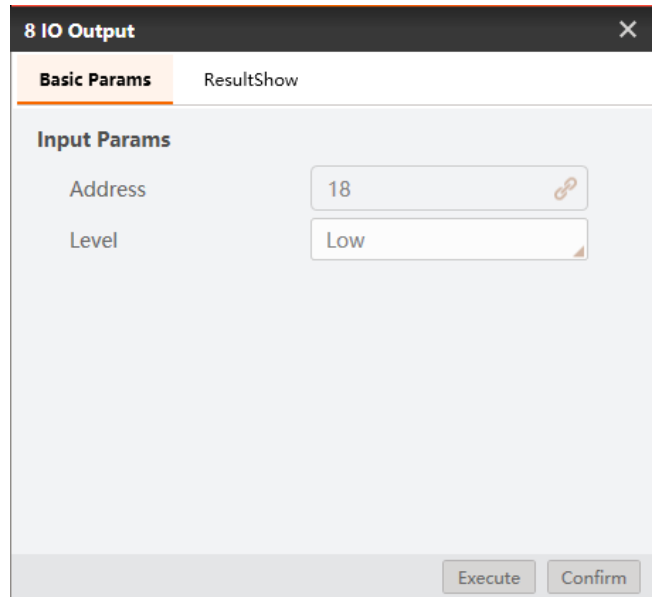 8 IO Output
Basic Params ResultShow
Input Params
Address 18
Level Low
Execute Confirm